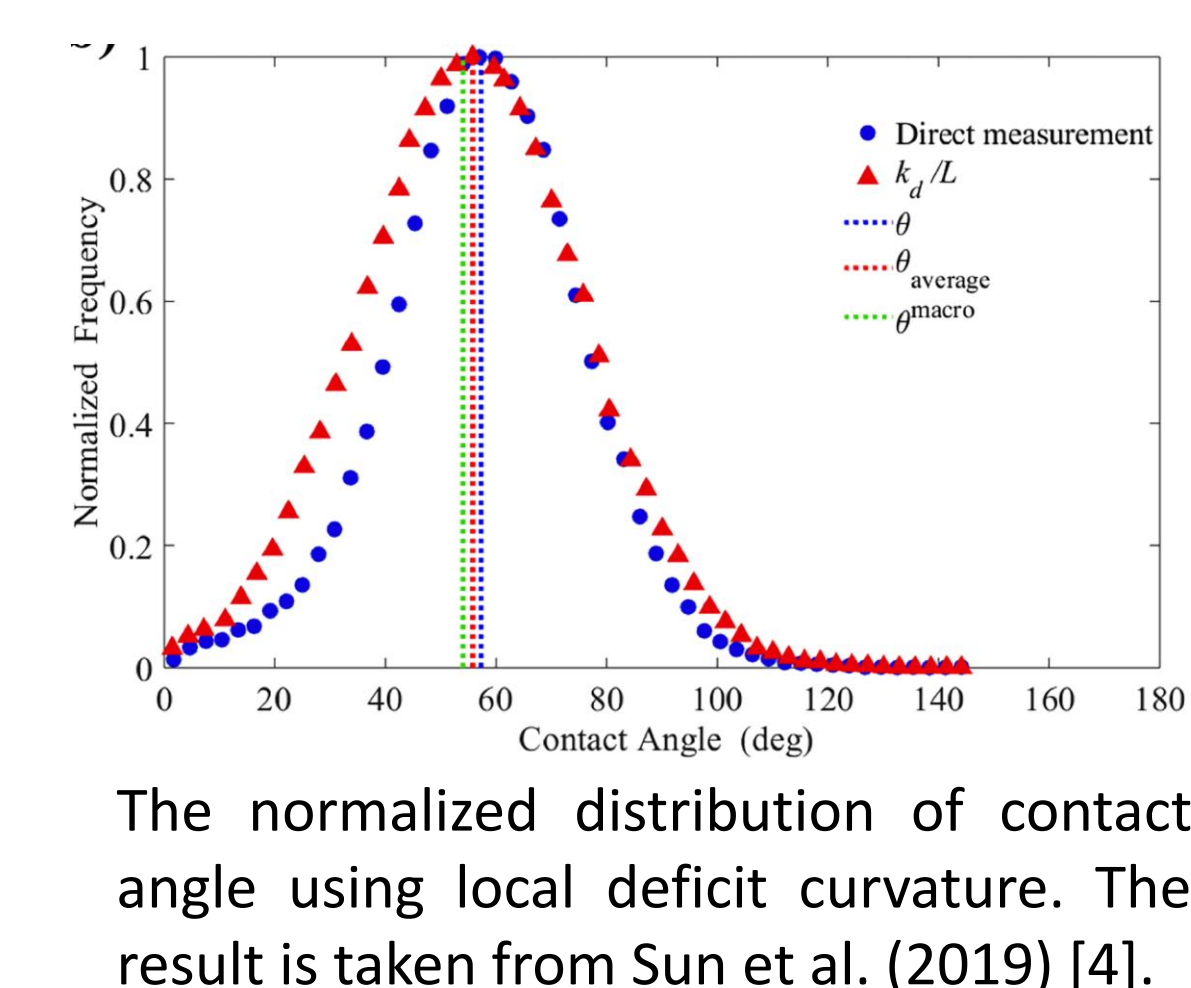 1
0.8
0.6
0.4
0.2
0
Normalized Frequency
Direct measurement
k_d /L
θ
θ_average
θ^macro
0 20 40 60 80 100 120 140 160 180
Contact Angle (deg)
The normalized distribution of contact
angle using local deficit curvature. The
result is taken from Sun et al. (2019) [4].